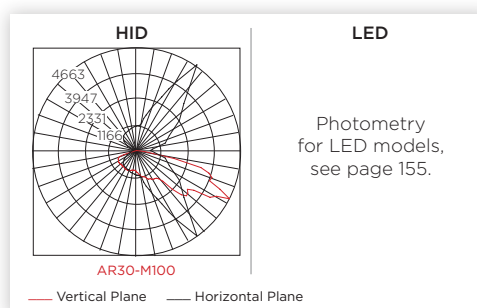 HID
LED
4663
3947
2331
1166
Photometry
for LED models,
see page 155.
AR30-M100
Vertical Plane
Horizontal Plane